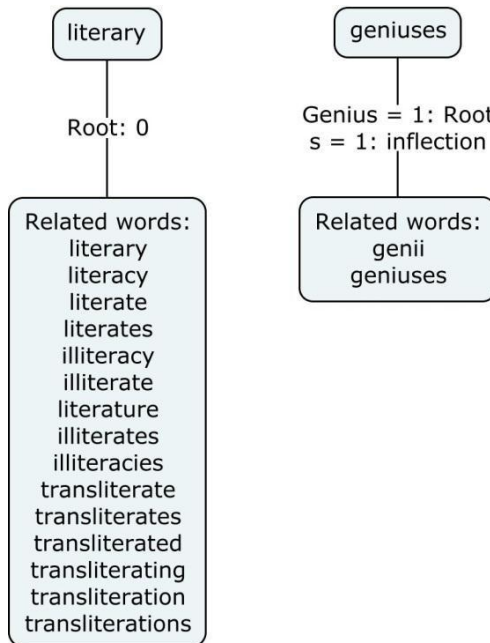 literary
Root: 0
Related words:
literary
literacy
literate
literates
illiteracy
illiterate
literature
illiterates
illiteracies
transliterate
transliterates
transliterated
transliterating
transliteration
transliterations
geniuses
Genius = 1: Root
s = 1: inflection
Related words:
genii
geniuses